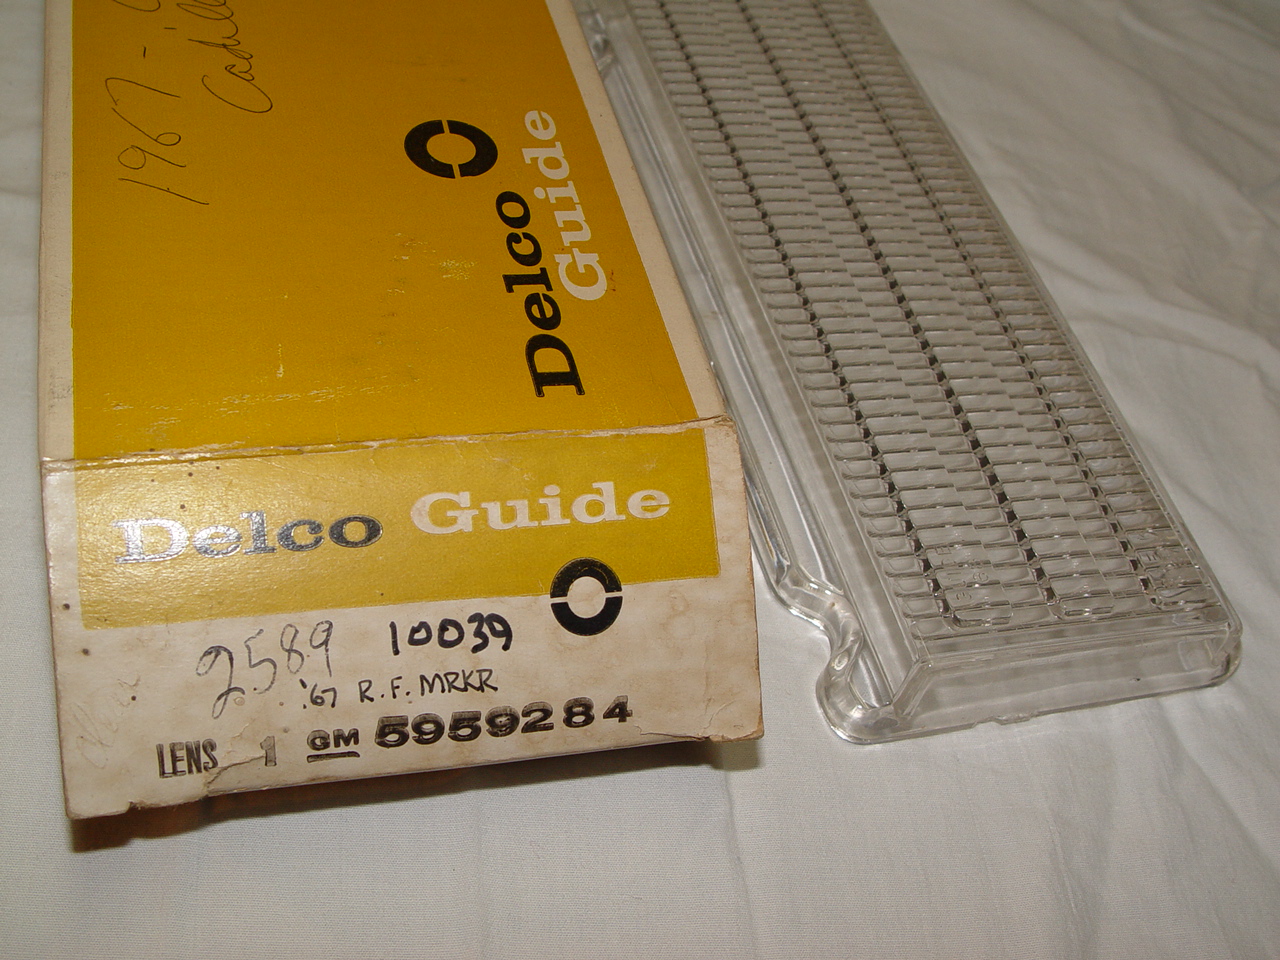 1967 -
Delco
Guide
Delco Guide
2589 10039
'67 R.F. MRKR
LENS 1 GM 5959284